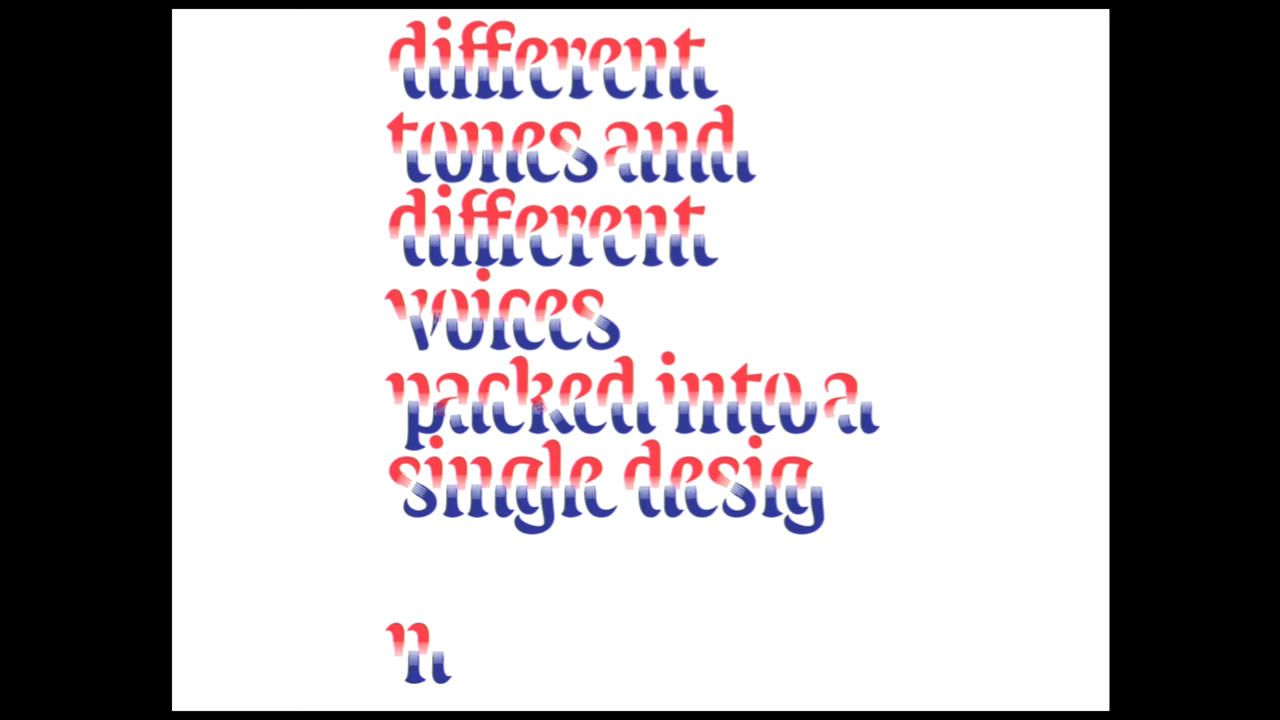 different
tones and
different
voices
packed into a
single desig
n